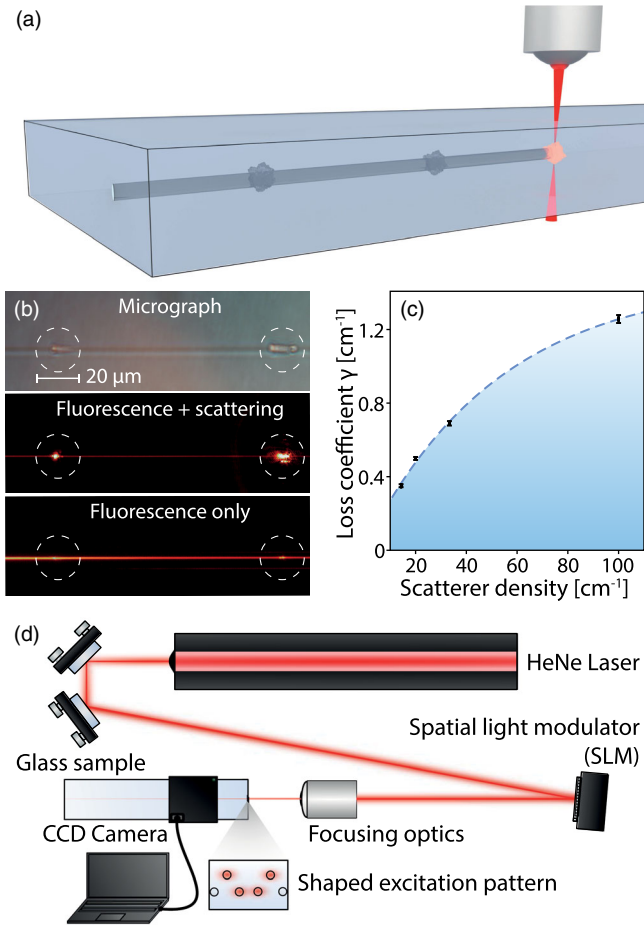 (a)
(b)
Micrograph
20 μm
Fluorescence + scattering
Fluorescence only
(c)
Loss coefficient γ [cm⁻¹]
1.2
0.8
0.4
0
20
40
60
80
100
Scatterer density [cm⁻¹]
(d)
HeNe Laser
Spatial light modulator
(SLM)
Glass sample
CCD Camera
Focusing optics
Shaped excitation pattern